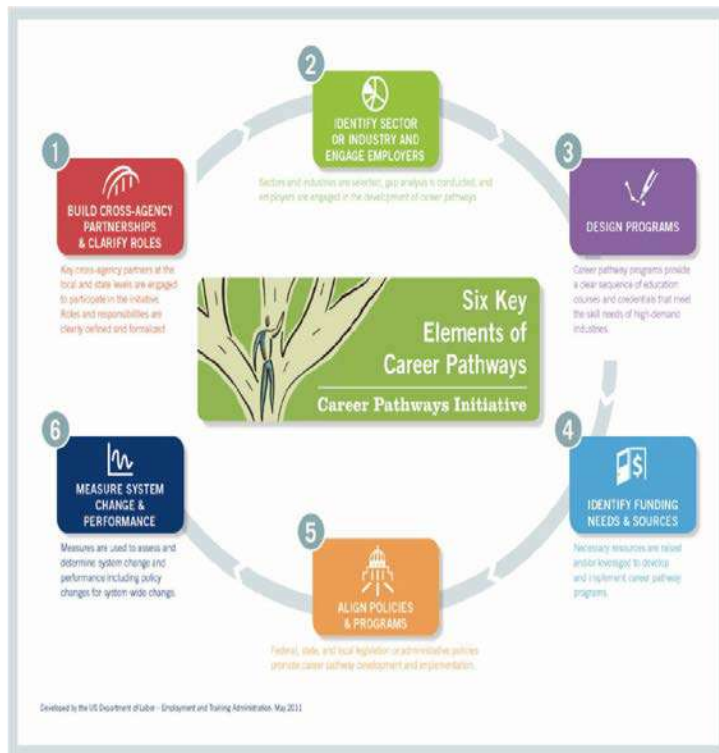 1
BUILD CROSS-AGENCY
PARTNERSHIPS
& CLARIFY ROLES
Key cross-agency partners at the
local and state levels are engaged
to participate in the initiative.
Roles and responsibilities are
clearly defined and formalized.
2
IDENTIFY SECTOR
OR INDUSTRY AND
ENGAGE EMPLOYERS
Sectors and industries are selected, gap analysis is conducted, and
employers are engaged in the development of career pathways.
3
DESIGN PROGRAMS
Career pathway programs provide
a clear sequence of education
courses and credentials that meet
the skill needs of high-demand
industries.
Six Key
Elements of
Career Pathways
Career Pathways Initiative
4
$
IDENTIFY FUNDING
NEEDS & SOURCES
Necessary resources are raised
and/or leveraged to develop
and implement career pathway
programs.
5
ALIGN POLICIES
& PROGRAMS
Federal, state, and local legislation or administrative policies
promote career pathway development and implementation.
6
MEASURE SYSTEM
CHANGE &
PERFORMANCE
Measures are used to assess and
determine system change and
performance including policy
changes for system wide change.
Developed by the US Department of Labor - Employment and Training Administration. May 2011